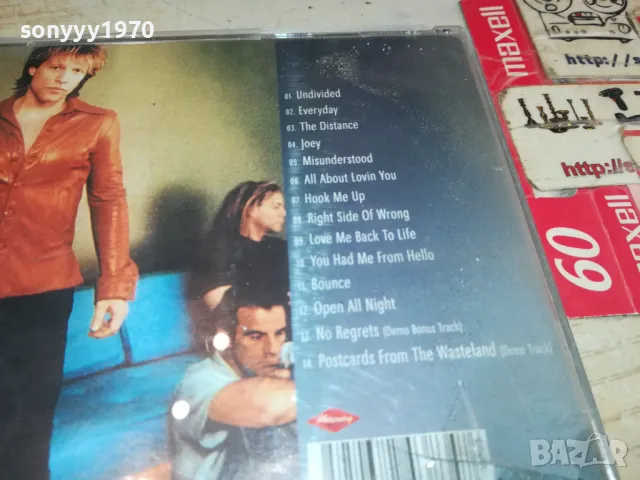 sonyyy1970
01. Undivided
02. Everyday
03. The Distance
04. Joey
05. Misunderstood
06. All About Lovin You
07. Hook Me Up
08. Right Side Of Wrong
09. Love Me Back To Life
10. You Had Me From Hello
11. Bounce
12. Open All Night
13. No Regrets (Demo Bonus Track)
14. Postcards From The Wasteland (Demo Track)
Mercury
maxell
http://s
http://sp
maxell
60
BAZAR
bg